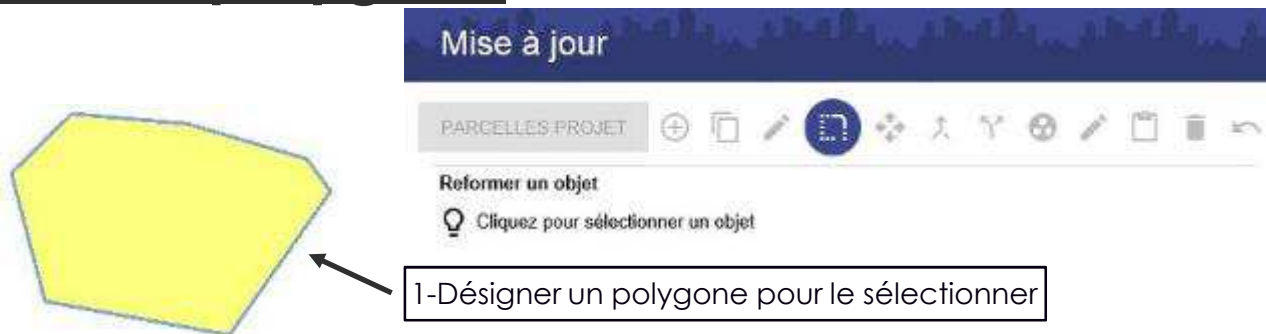 Mise à jour
PARCELLES PROJET
Reformer un objet
Cliquez pour sélectionner un objet
1-Désigner un polygone pour le sélectionner